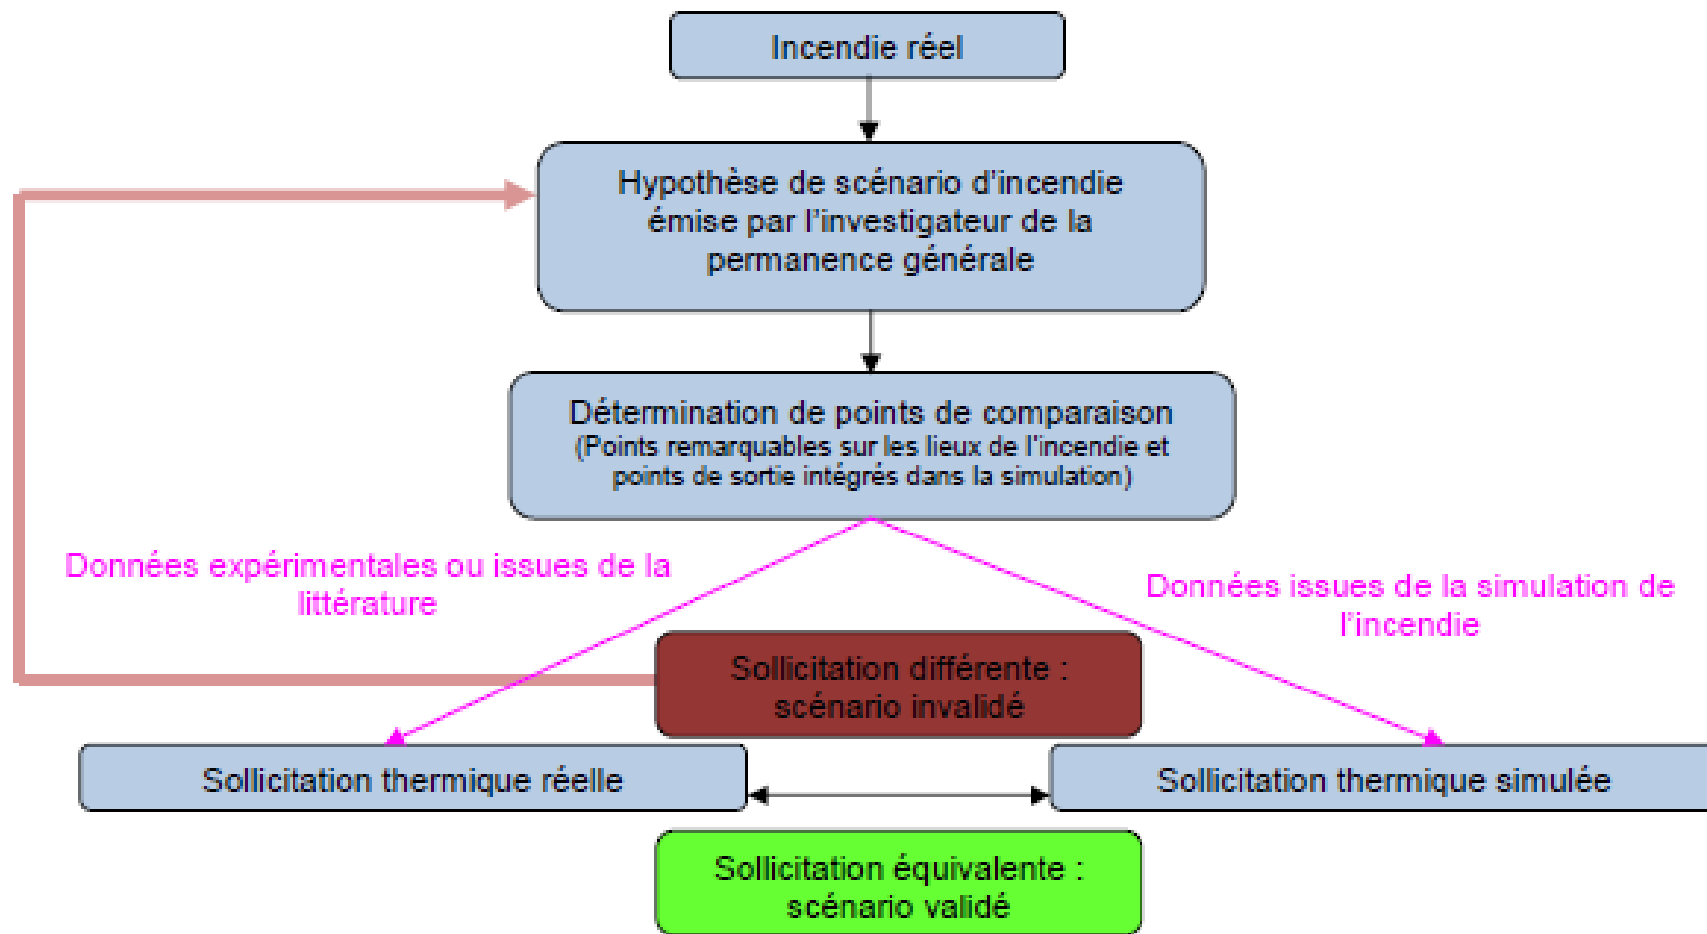 Incendie réel
Hypothèse de scénario d'incendie
émise par l'investigateur de la
permanence générale
Détermination de points de comparaison
(Points remarquables sur les lieux de l'incendie et
points de sortie intégrés dans la simulation)
Données expérimentales ou issues de la
littérature
Données issues de la simulation de
l'incendie
Sollicitation différente :
scénario invalidé
Sollicitation thermique réelle
Sollicitation thermique simulée
Sollicitation équivalente :
scénario validé